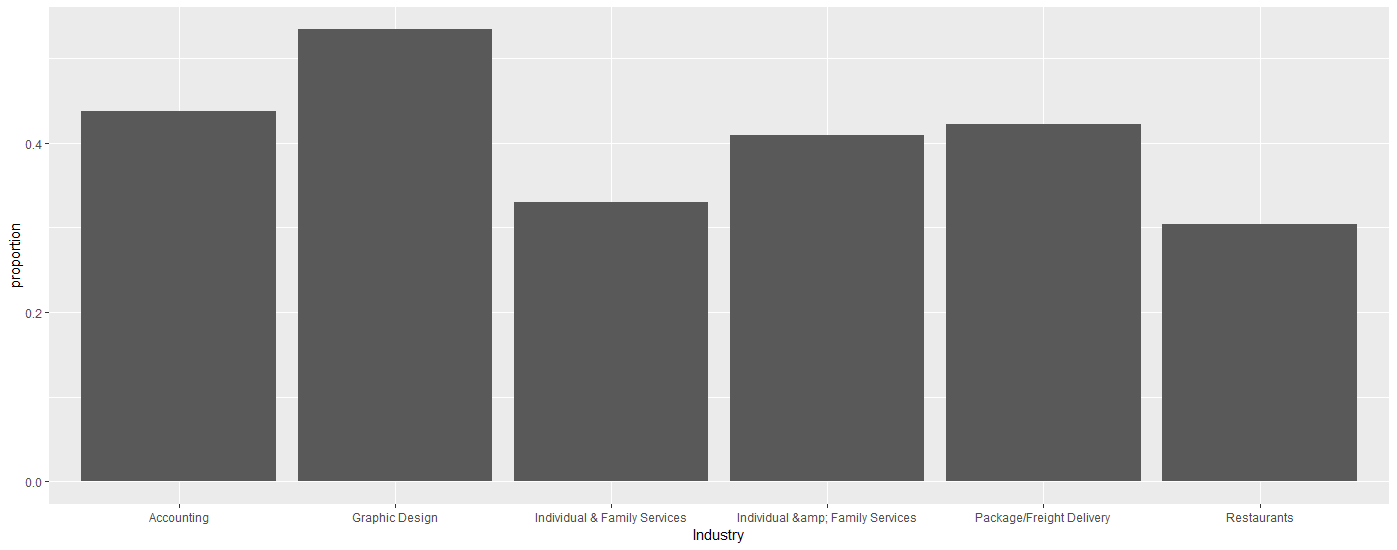 proportion
0.4
0.2
0.0
Accounting Graphic Design Individual & Family Services Individual &amp; Family Services Package/Freight Delivery Restaurants
Industry